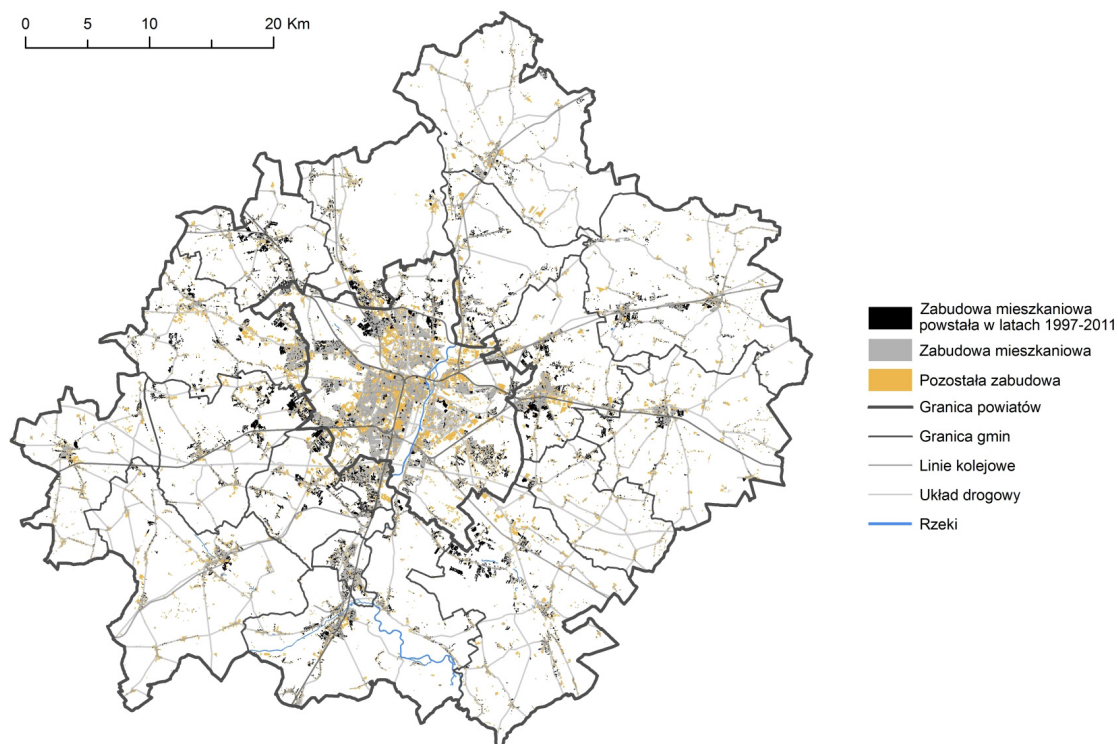 0 5 10 20 Km
Zabudowa mieszkaniowa
powstała w latach 1997-2011
Zabudowa mieszkaniowa
Pozostała zabudowa
Granica powiatów
Granica gmin
Linie kolejowe
Układ drogowy
Rzeki